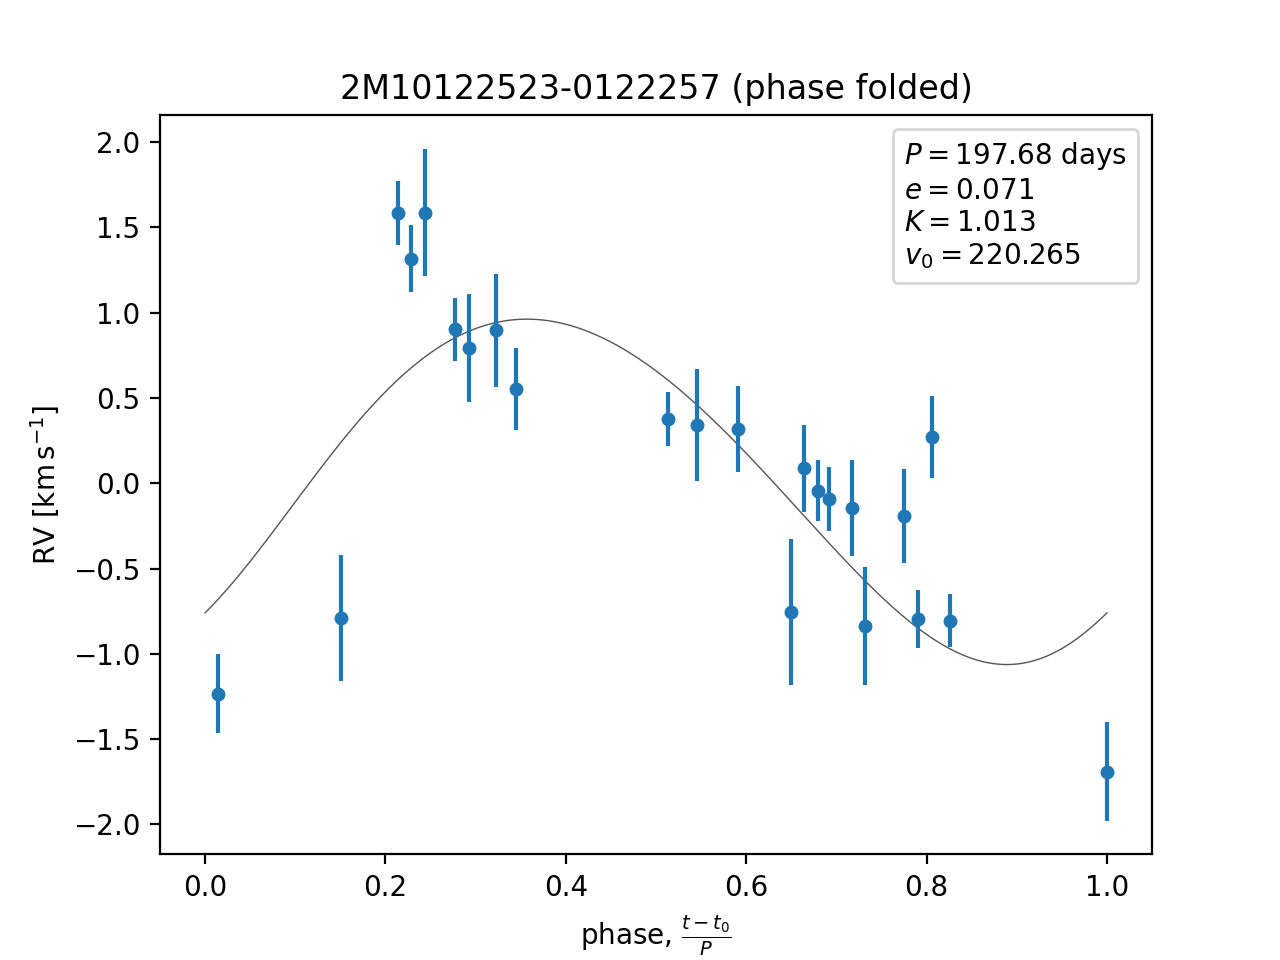 2M10122523-0122257 (phase folded)
P = 197.68 days
e = 0.071
K = 1.013
v₀ = 220.265
2.0
1.5
1.0
0.5
0.0
−0.5
−1.0
−1.5
−2.0
RV [km s⁻¹]
0.0 0.2 0.4 0.6 0.8 1.0
phase, (t − t₀)/P